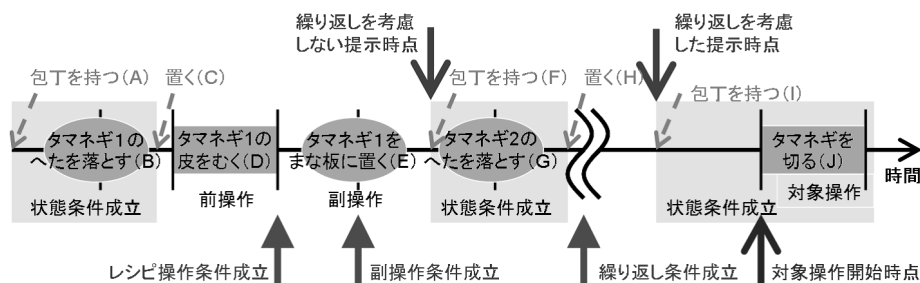 繰り返しを考慮
しない提示時点
繰り返しを考慮
した提示時点
包丁を持つ(A)
置く(C)
包丁を持つ(F)
置く(H)
包丁を持つ(I)
タマネギ1の
へたを落とす(B)
タマネギ1の
皮をむく(D)
タマネギ1を
まな板に置く(E)
タマネギ2の
へたを落とす(G)
タマネギを
切る(J)
時間
状態条件成立
前操作
副操作
状態条件成立
状態条件成立
対象操作
レシピ操作条件成立
副操作条件成立
繰り返し条件成立
対象操作開始時点